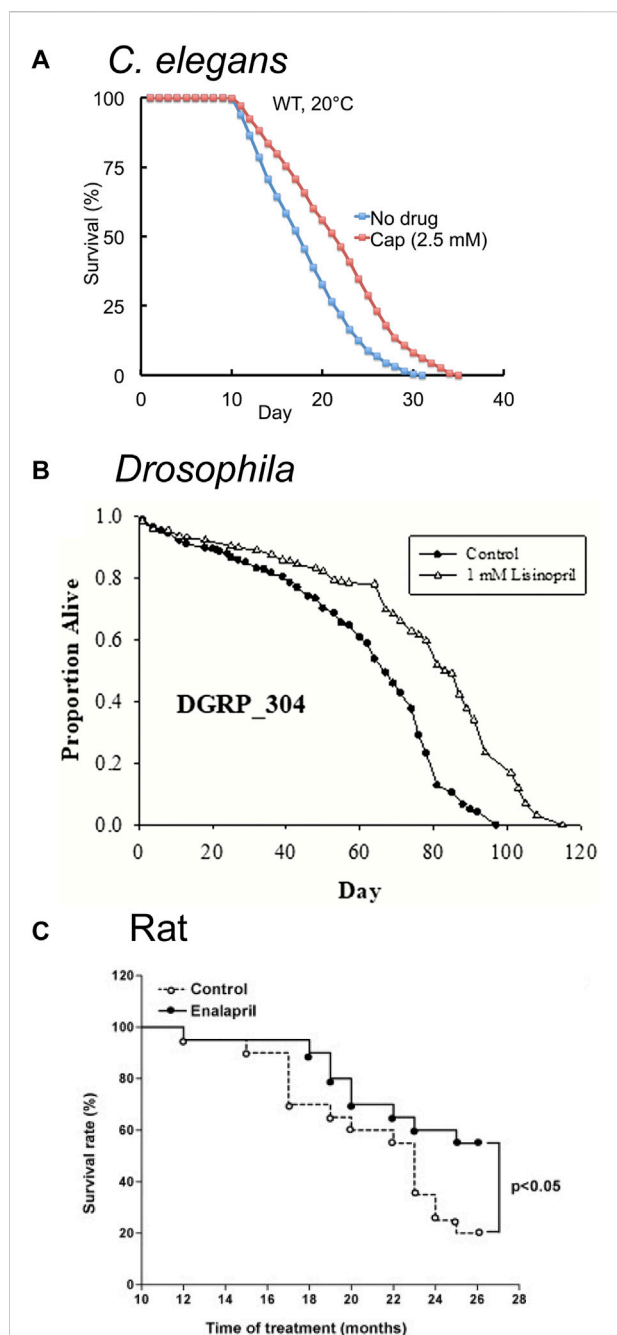 A C. elegans
WT, 20°C
100
75
50
25
0
Survival (%)
No drug
Cap (2.5 mM)
0 10 20 30 40
Day
B Drosophila
1.0
0.8
0.6
0.4
0.2
0.0
Proportion Alive
Control
1 mM Lisinopril
DGRP_304
0 20 40 60 80 100 120
Day
C Rat
120
100
80
60
40
20
0
Survival rate (%)
Control
Enalapril
p<0.05
10 12 14 16 18 20 22 24 26 28
Time of treatment (months)